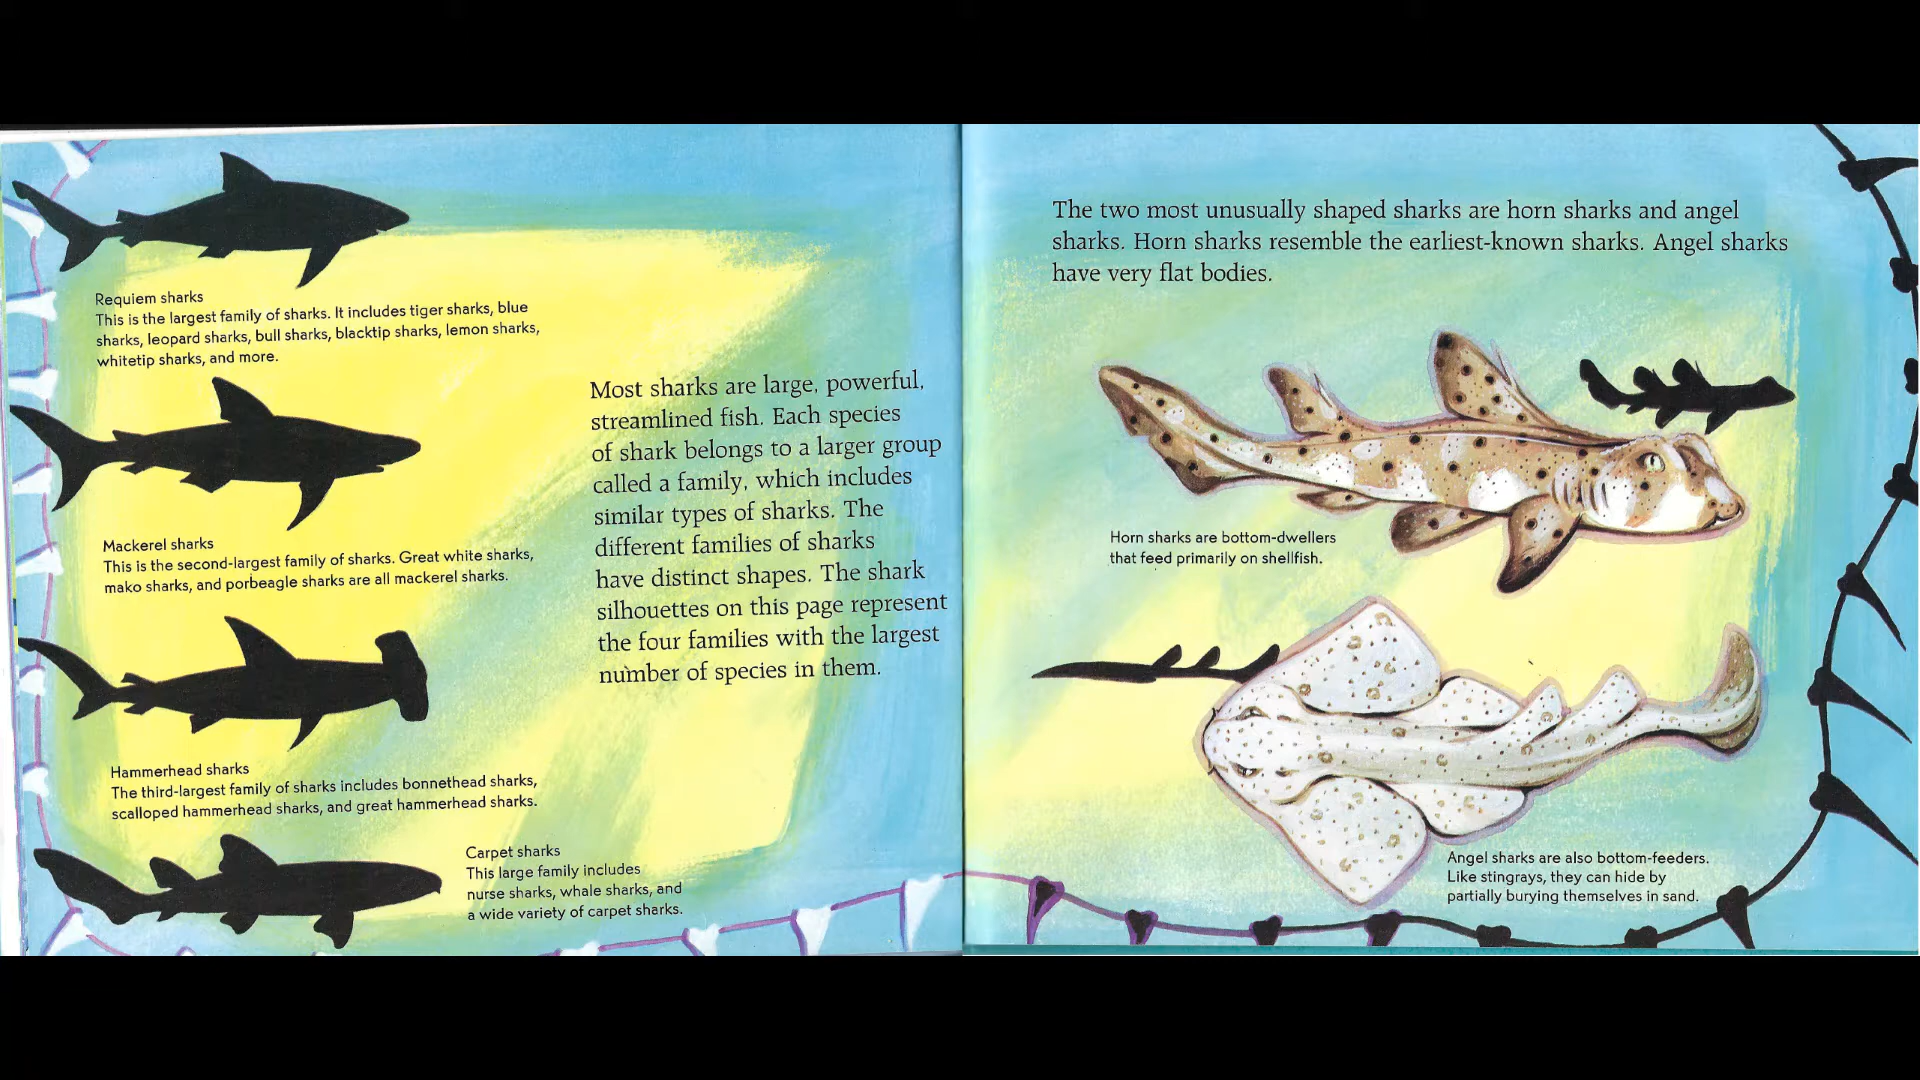 Requiem sharks
This is the largest family of sharks. It includes tiger sharks, blue
sharks, leopard sharks, bull sharks, blacktip sharks, lemon sharks,
whitetip sharks, and more.
Mackerel sharks
This is the second-largest family of sharks. Great white sharks,
mako sharks, and porbeagle sharks are all mackerel sharks.
Hammerhead sharks
The third-largest family of sharks includes bonnethead sharks,
scalloped hammerhead sharks, and great hammerhead sharks.
Carpet sharks
This large family includes
nurse sharks, whale sharks, and
a wide variety of carpet sharks.
Most sharks are large, powerful,
streamlined fish. Each species
of shark belongs to a larger group
called a family, which includes
similar types of sharks. The
different families of sharks
have distinct shapes. The shark
silhouettes on this page represent
the four families with the largest
number of species in them.
The two most unusually shaped sharks are horn sharks and angel
sharks. Horn sharks resemble the earliest-known sharks. Angel sharks
have very flat bodies.
Horn sharks are bottom-dwellers
that feed primarily on shellfish.
Angel sharks are also bottom-feeders.
Like stingrays, they can hide by
partially burying themselves in sand.